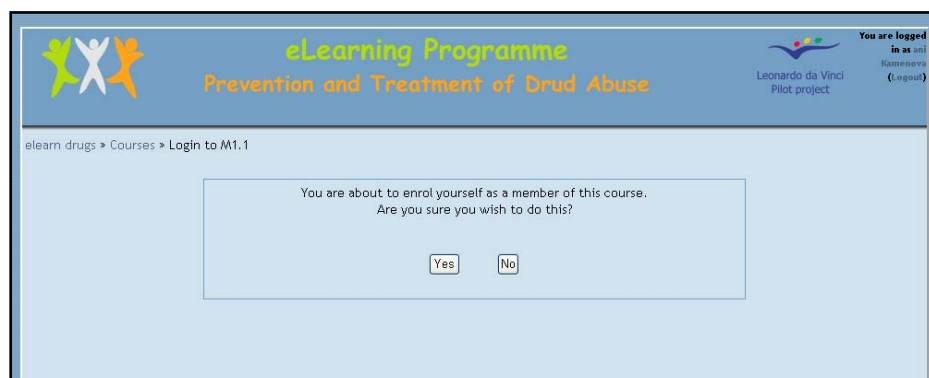 eLearning Programme
Prevention and Treatment of Drud Abuse
Leonardo da Vinci
Pilot project
You are logged
in as ani
Kamenova
(Logout)
elearn drugs » Courses » Login to M1.1
You are about to enrol yourself as a member of this course.
Are you sure you wish to do this?
Yes No